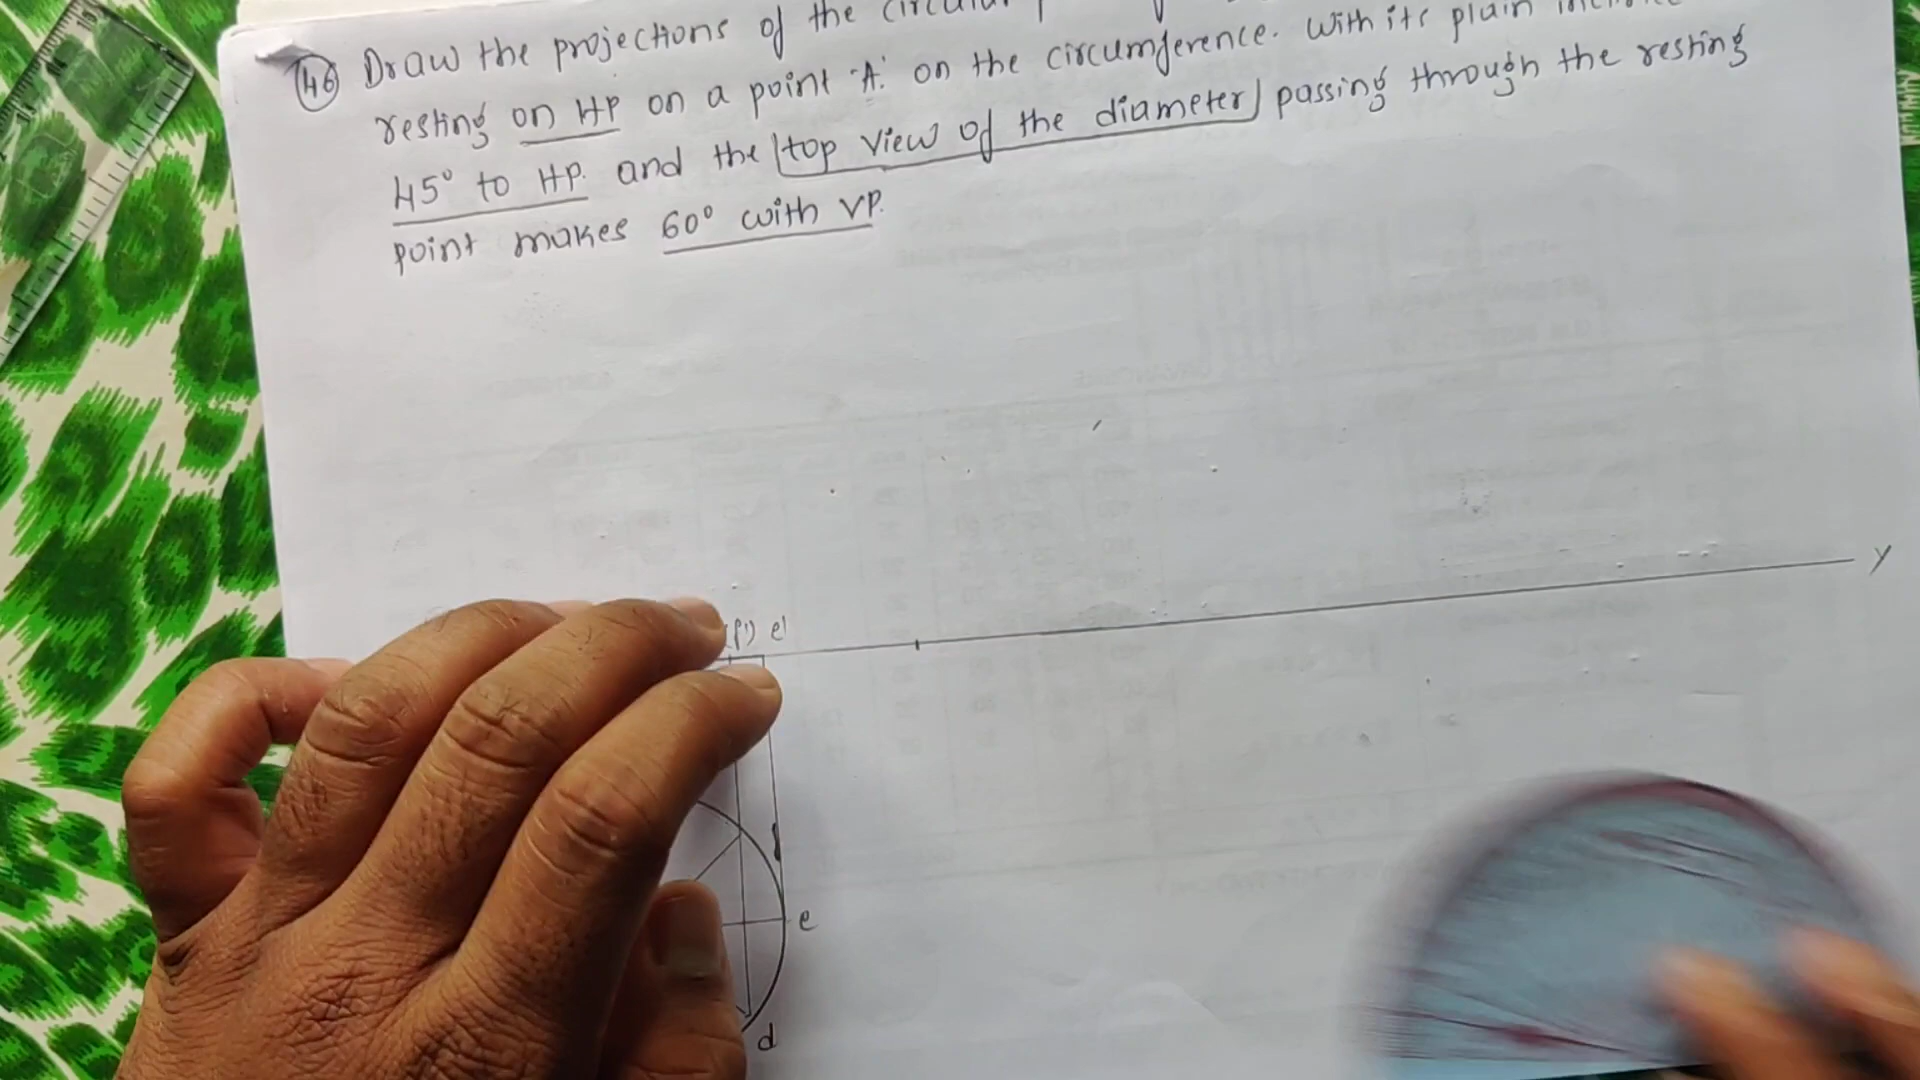 46 Draw the projections of the circular
resting on HP on a point 'A' on the circumference. With its plain
45° to HP. and the top view of the diameter passing through the resting
point makes 60° with VP.
y
(f') e'
e
d